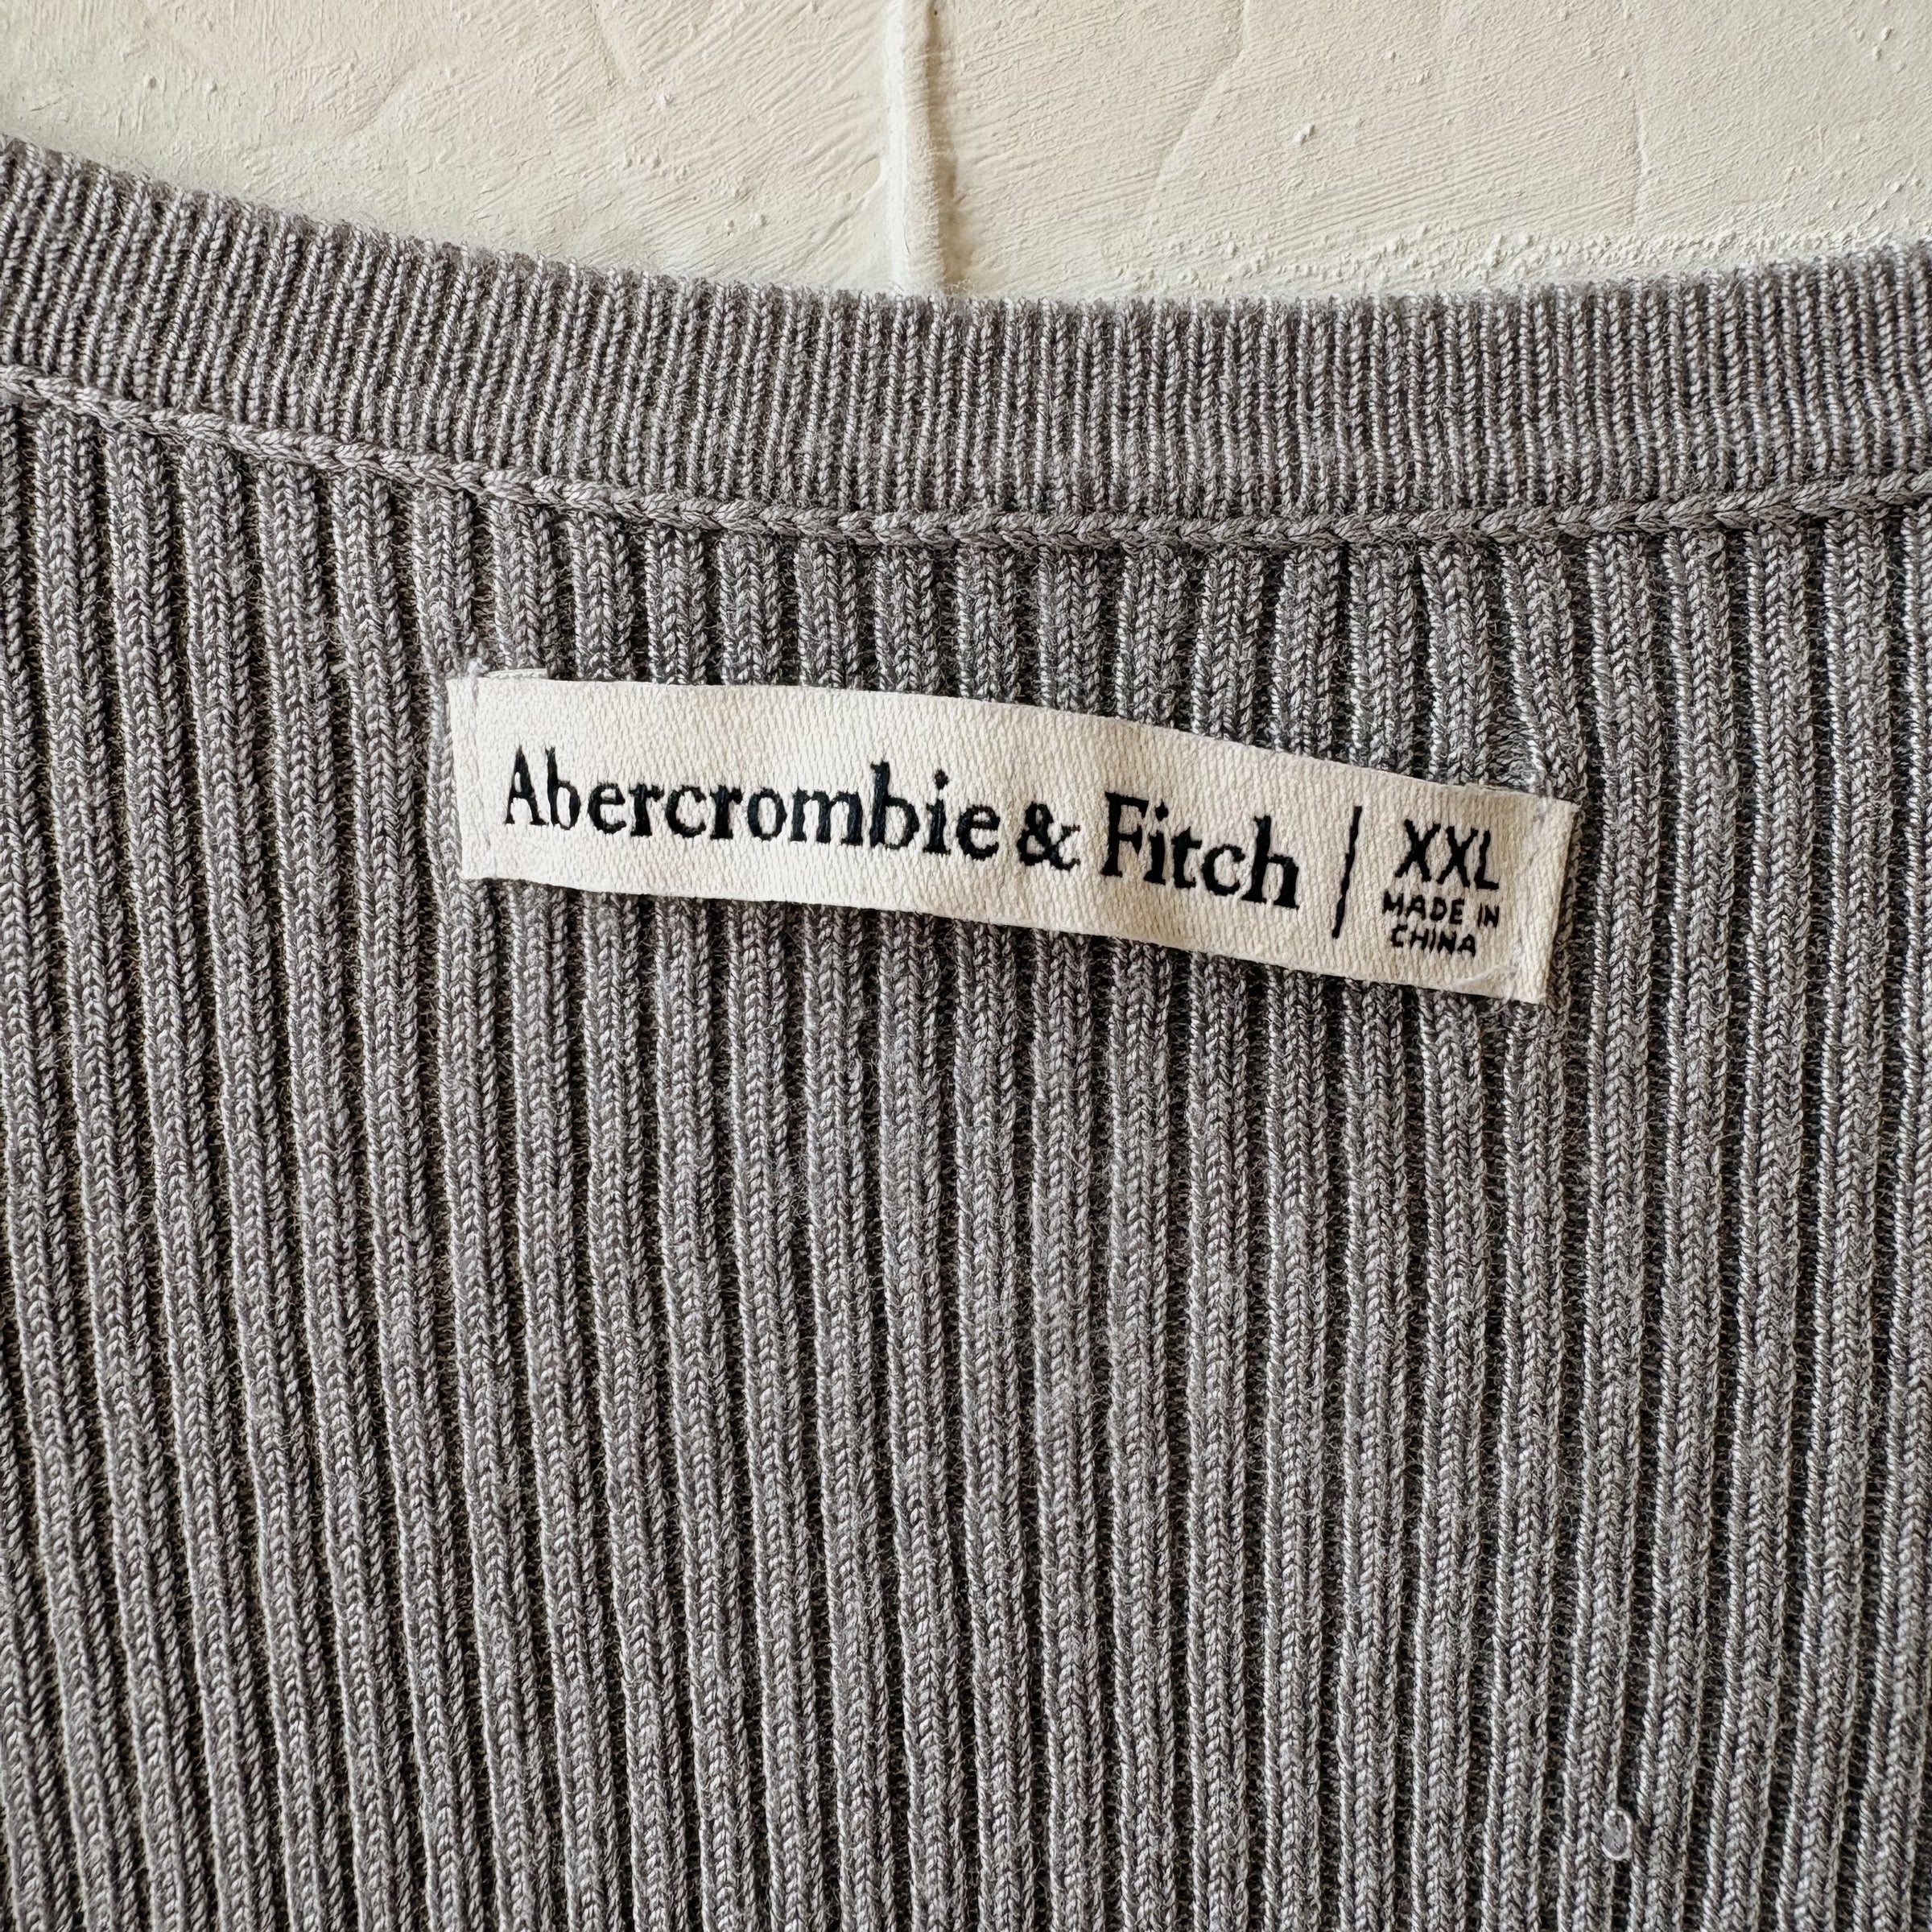 Abercrombie & Fitch | XXL
MADE IN
CHINA